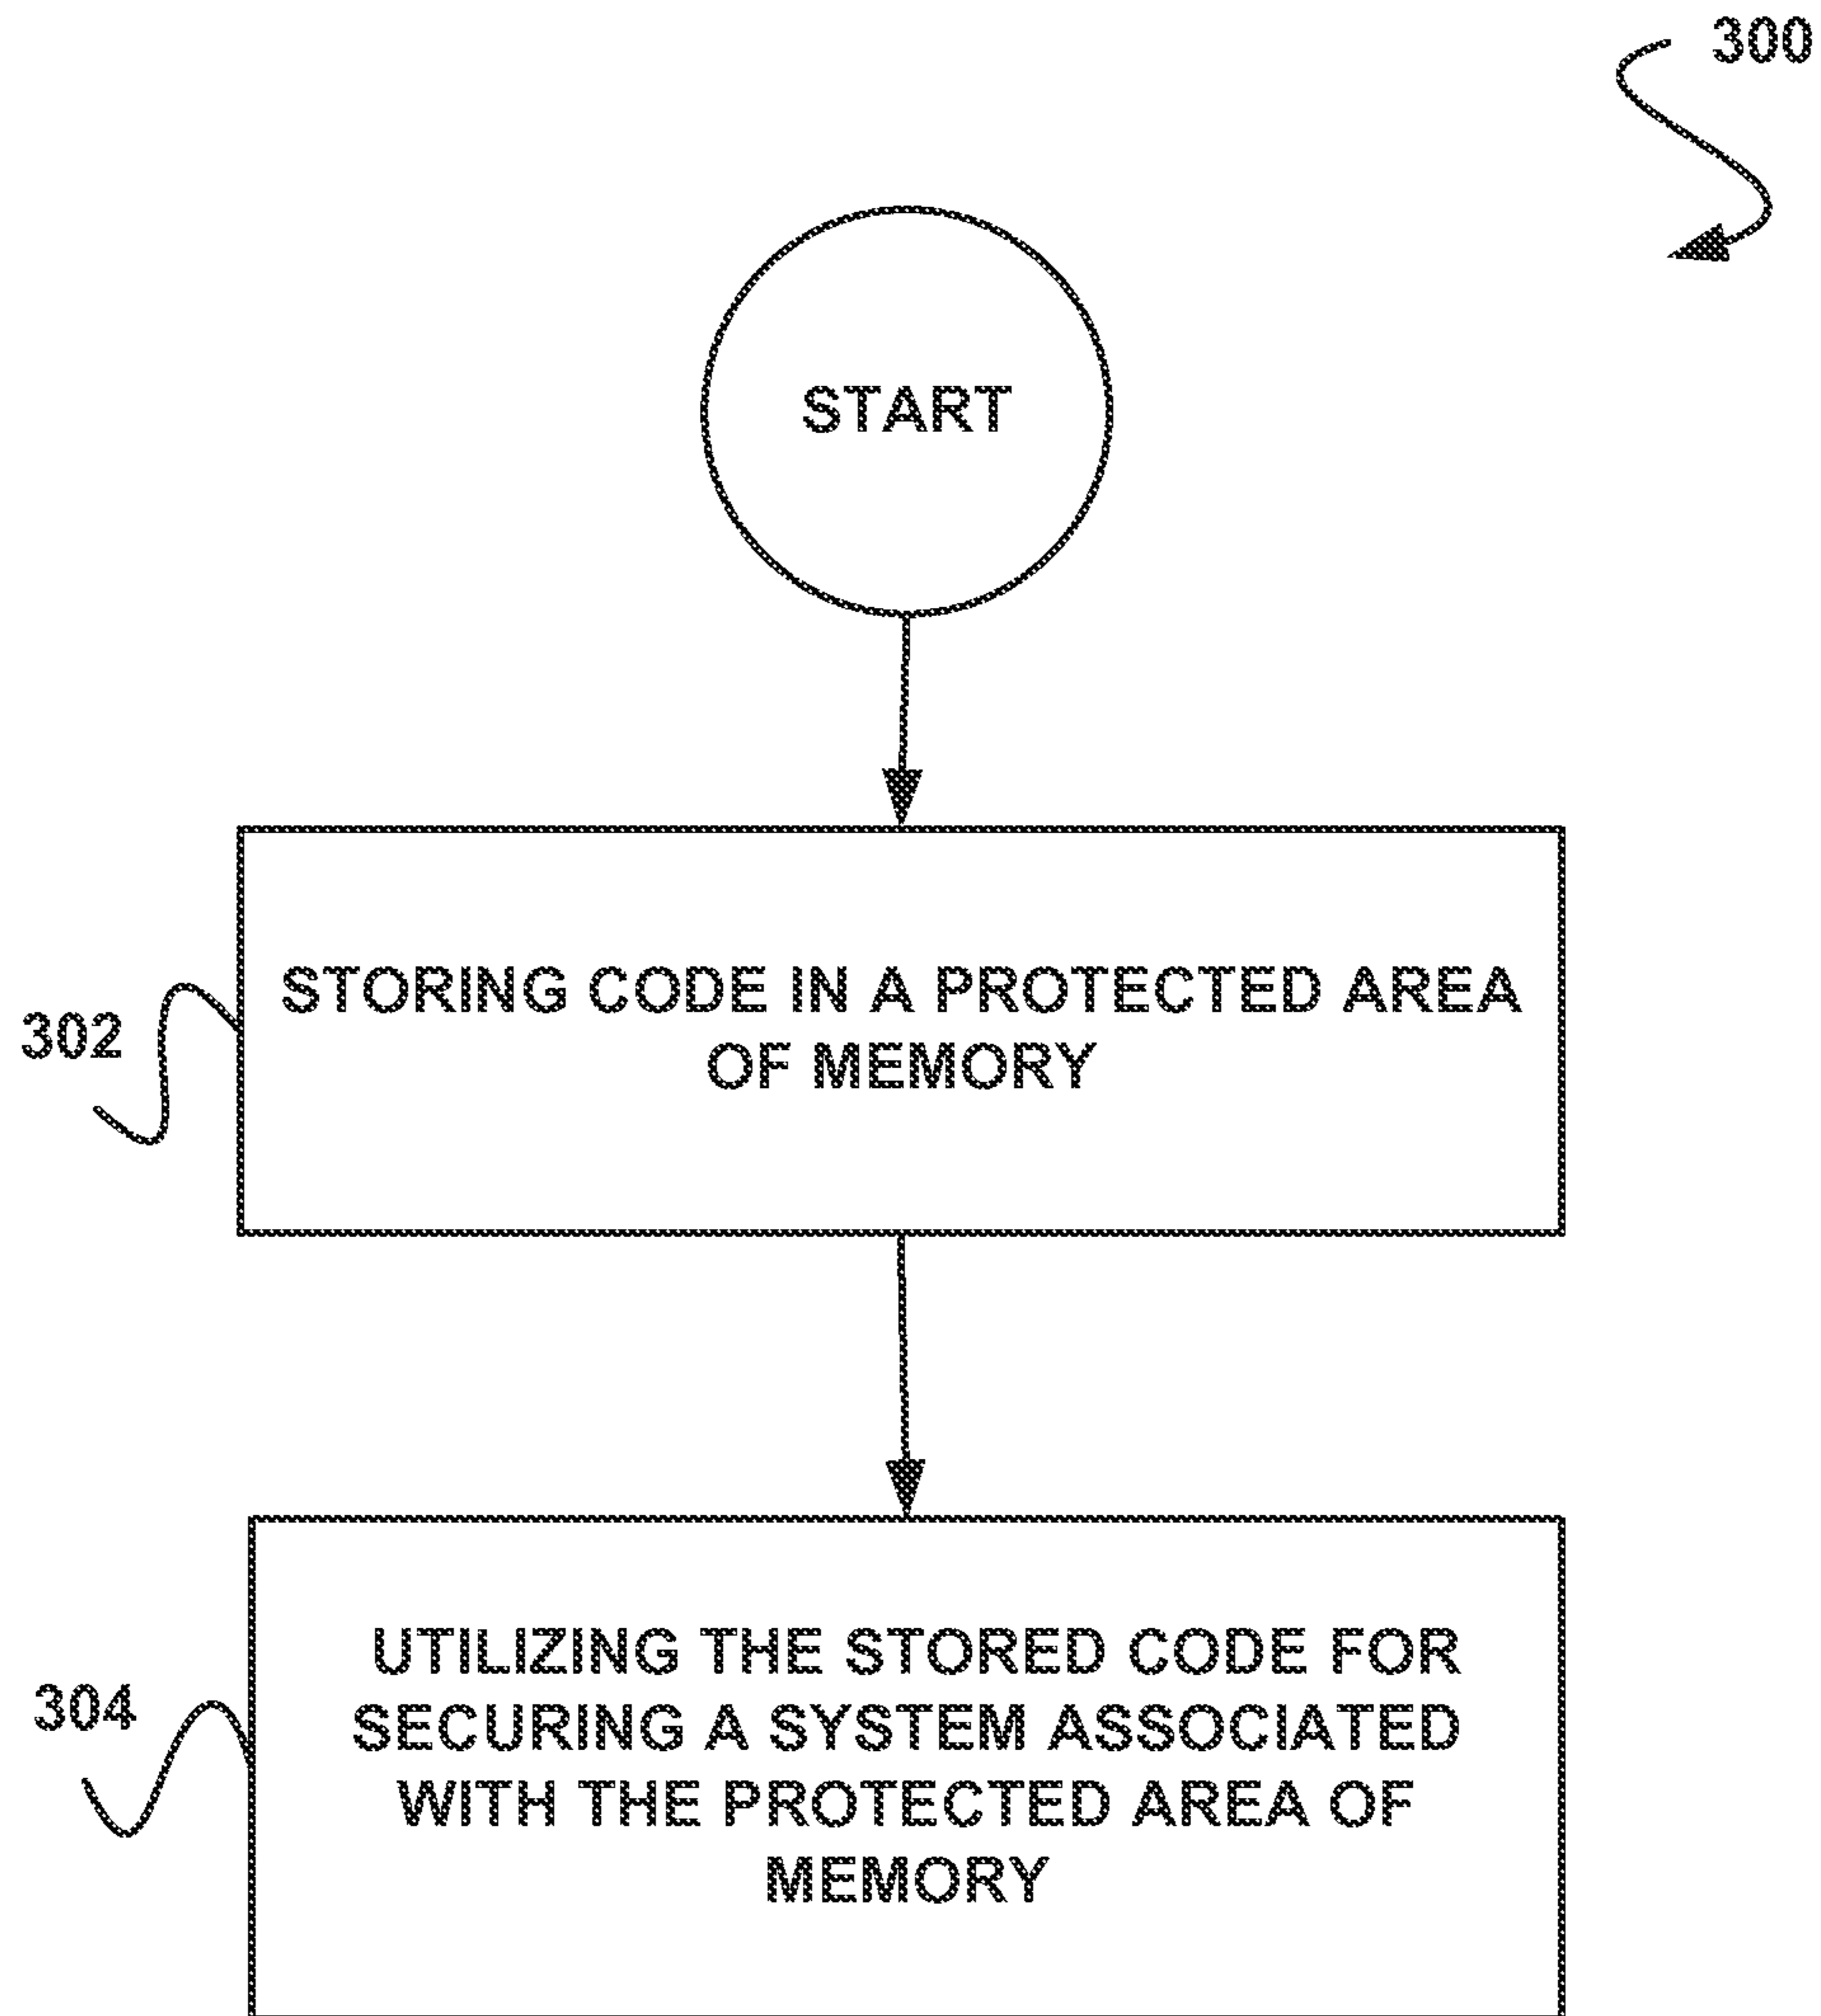 300
START
STORING CODE IN A PROTECTED AREA
OF MEMORY
302
UTILIZING THE STORED CODE FOR
SECURING A SYSTEM ASSOCIATED
WITH THE PROTECTED AREA OF
MEMORY
304